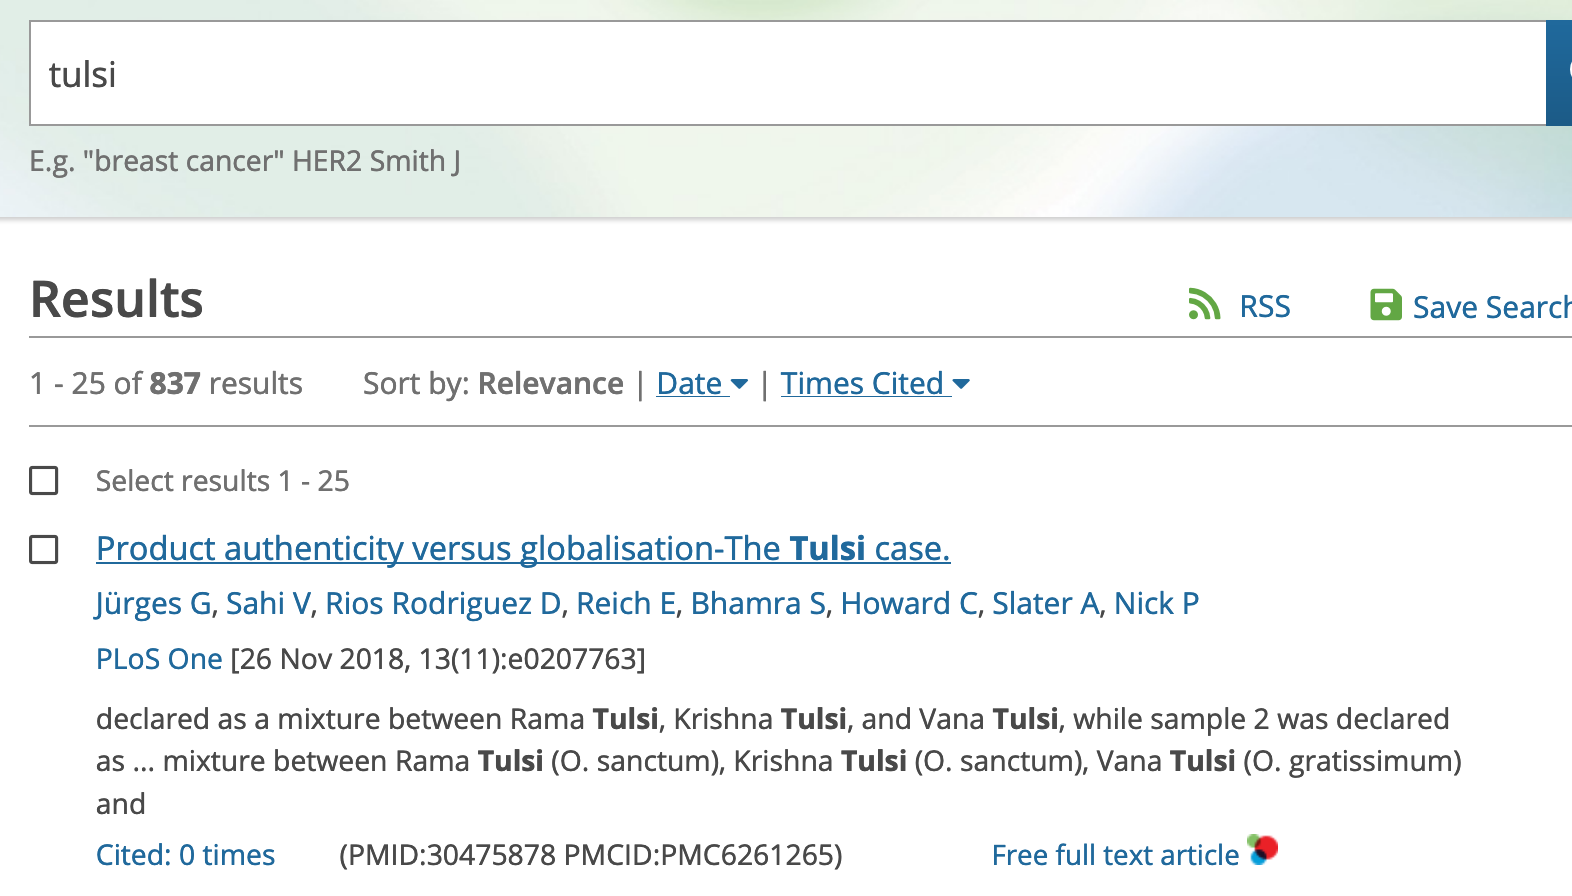 tulsi
E.g. "breast cancer" HER2 Smith J
Results
RSS
Save Search
1 - 25 of 837 results Sort by: Relevance | Date | Times Cited
Select results 1 - 25
Product authenticity versus globalisation-The Tulsi case.
Jürges G, Sahi V, Rios Rodriguez D, Reich E, Bhamra S, Howard C, Slater A, Nick P
PLoS One [26 Nov 2018, 13(11):e0207763]
declared as a mixture between Rama Tulsi, Krishna Tulsi, and Vana Tulsi, while sample 2 was declared
as ... mixture between Rama Tulsi (O. sanctum), Krishna Tulsi (O. sanctum), Vana Tulsi (O. gratissimum)
and
Cited: 0 times (PMID:30475878 PMCID:PMC6261265) Free full text article